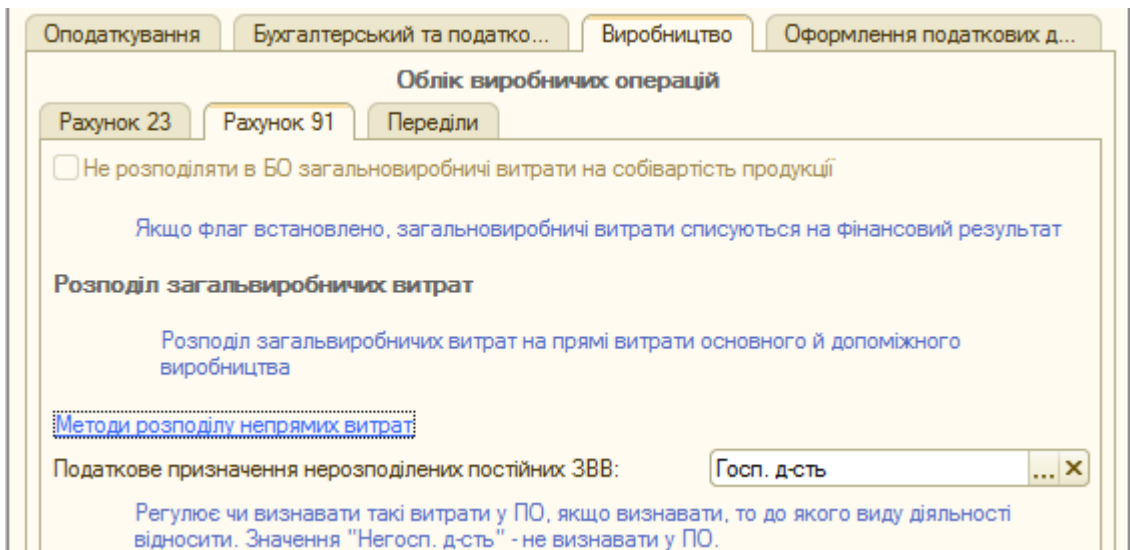 Оподаткування Бухгалтерський та податко... Виробництво Оформлення податкових д...
Облік виробничих операцій
Рахунок 23 Рахунок 91 Переділи
Не розподіляти в БО загальновиробничі витрати на собівартість продукції
Якщо флаг встановлено, загальновиробничі витрати списуються на фінансовий результат
Розподіл загальвиробничих витрат
Розподіл загальвиробничих витрат на прямі витрати основного й допоміжного
виробництва
Методи розподілу непрямих витрат
Податкове призначення нерозподілених постійних ЗВВ: Госп. д-сть ... ×
Регулює чи визнавати такі витрати у ПО, якщо визнавати, то до якого виду діяльності
відносити. Значення "Негосп. д-сть" - не визнавати у ПО.